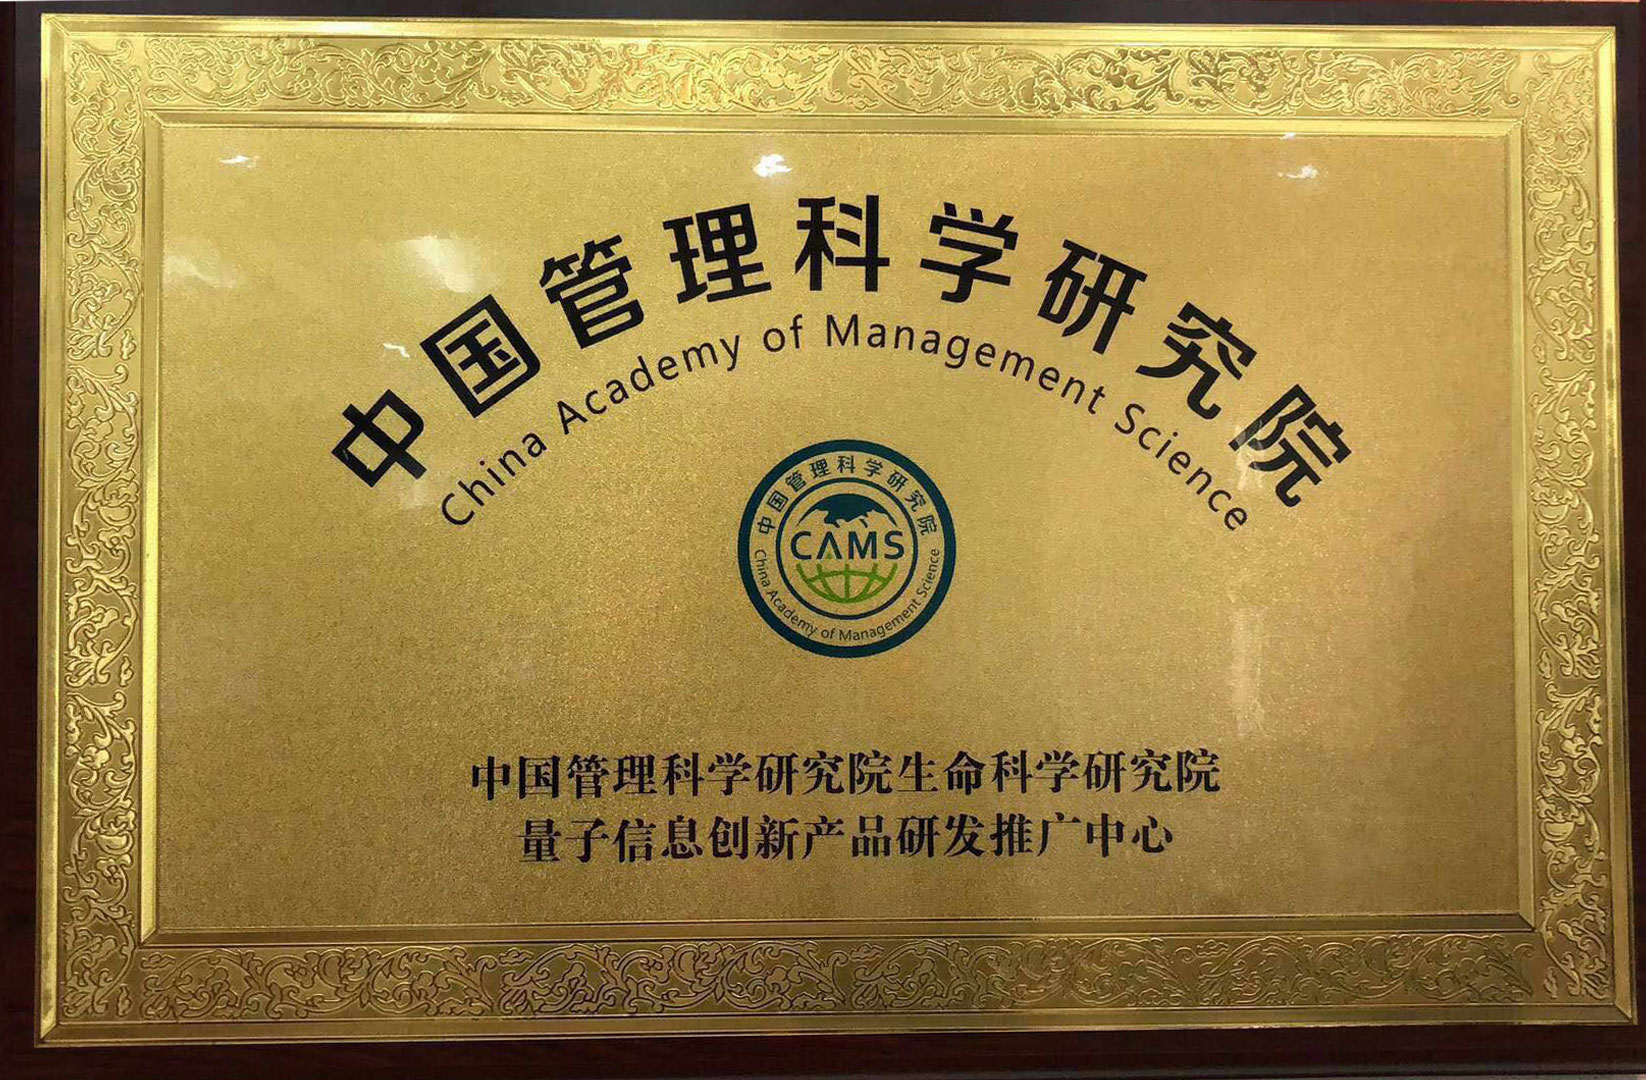 中国管理科学研究院
China Academy of Management Science
中国管理科学研究院
CAMS
China Academy of Management Science
中国管理科学研究院生命科学研究院
量子信息创新产品研发推广中心